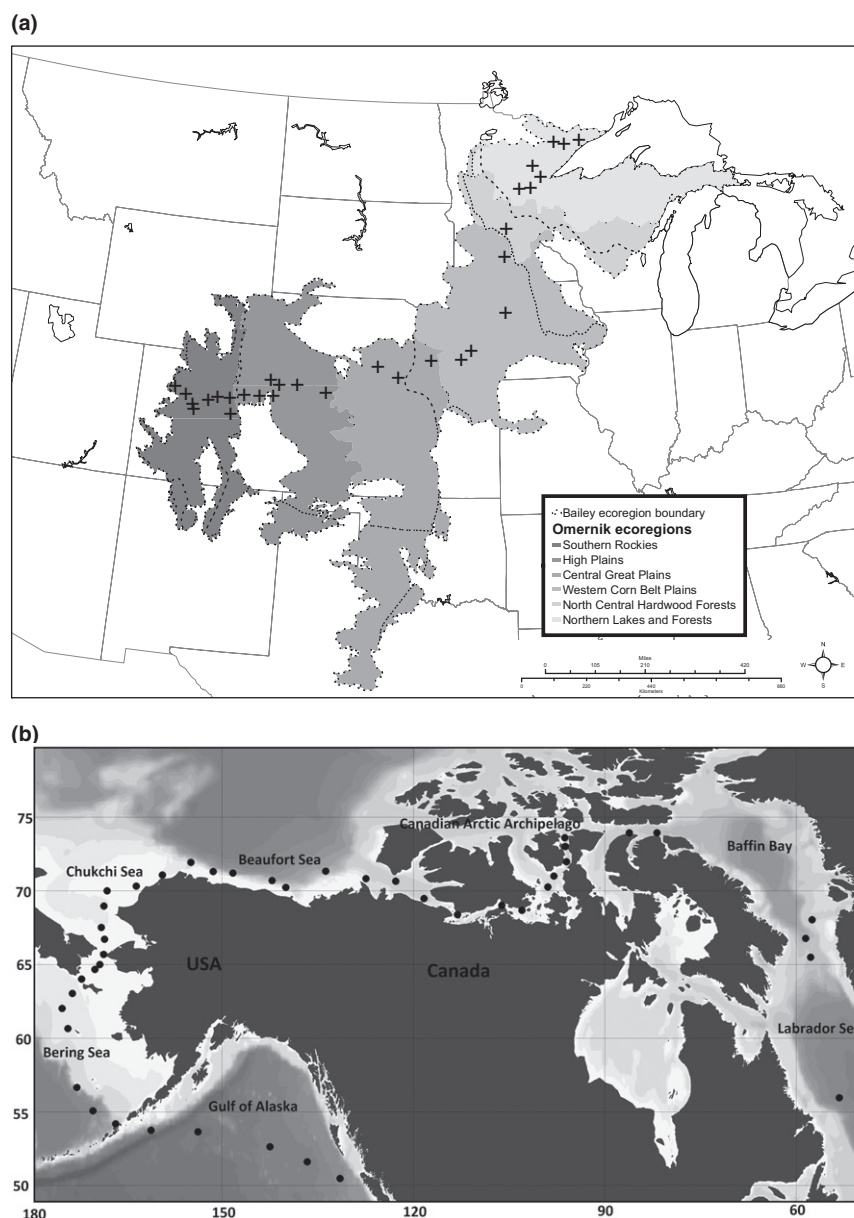 (a)
Bailey ecoregion boundary
Omernik ecoregions
Southern Rockies
High Plains
Central Great Plains
Western Corn Belt Plains
North Central Hardwood Forests
Northern Lakes and Forests
N
W E
S
Miles
0 105 210 420
0 220 440 880
Kilometers
(b)
75
Canadian Arctic Archipelago
Beaufort Sea
Baffin Bay
Chukchi Sea
70
65
USA
Canada
60
Labrador Se
Bering Sea
Gulf of Alaska
55
50
180 150 120 90 60